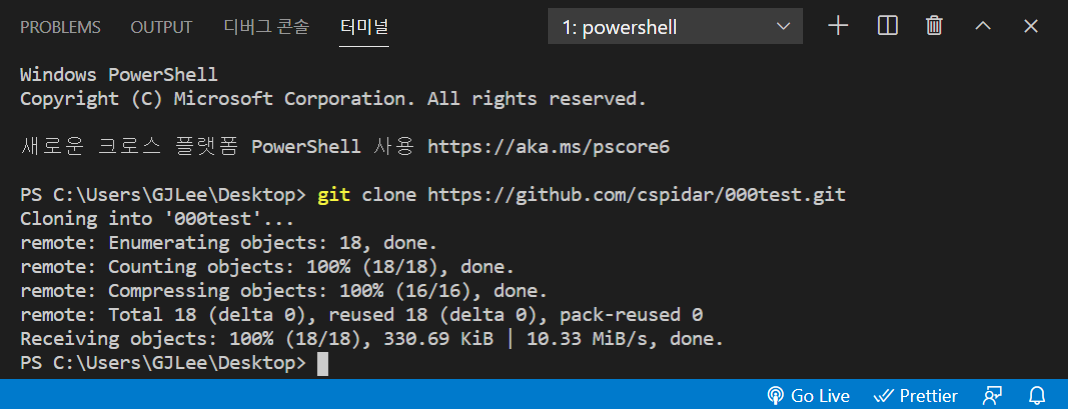 PROBLEMS OUTPUT 디버그 콘솔 터미널 1: powershell
Windows PowerShell
Copyright (C) Microsoft Corporation. All rights reserved.
새로운 크로스 플랫폼 PowerShell 사용 https://aka.ms/pscore6
PS C:\Users\GJLee\Desktop> git clone https://github.com/cspidar/000test.git
Cloning into '000test'...
remote: Enumerating objects: 18, done.
remote: Counting objects: 100% (18/18), done.
remote: Compressing objects: 100% (16/16), done.
remote: Total 18 (delta 0), reused 18 (delta 0), pack-reused 0
Receiving objects: 100% (18/18), 330.69 KiB | 10.33 MiB/s, done.
PS C:\Users\GJLee\Desktop>
Go Live Prettier